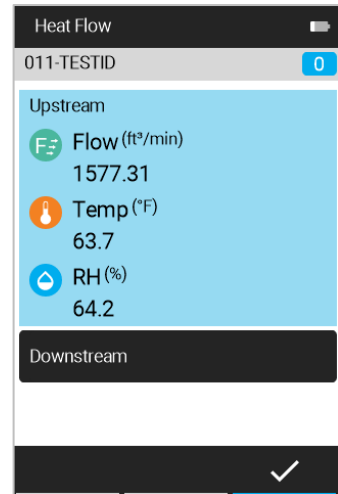 Heat Flow
011-TESTID 0
Upstream
F Flow (ft³/min)
1577.31
Temp (°F)
63.7
RH (%)
64.2
Downstream